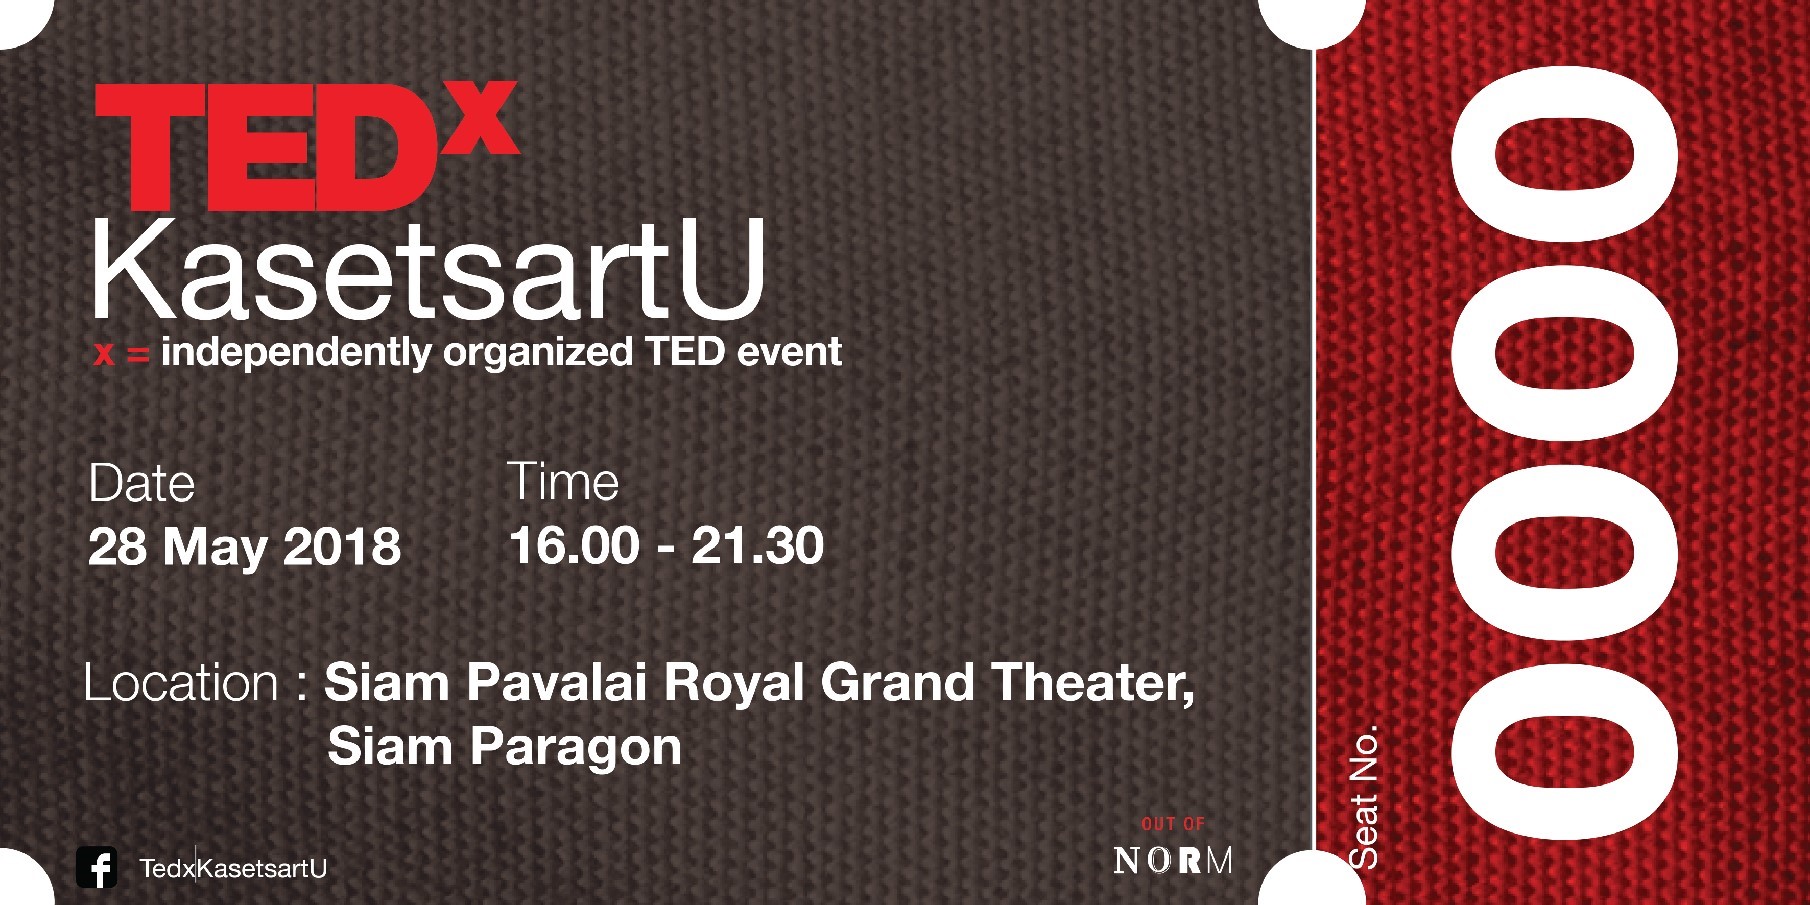 TEDx
KasetsartU
x = independently organized TED event
Date
28 May 2018
Time
16.00 - 21.30
Location : Siam Pavalai Royal Grand Theater,
Siam Paragon
f TedxKasetsartU
OUT OF
NORM
Seat No.
0000